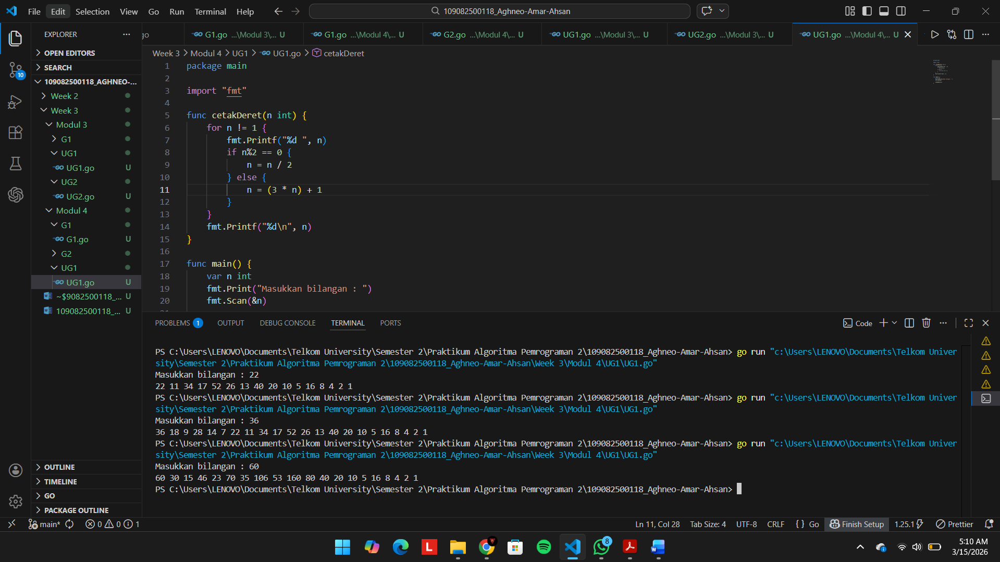 File Edit Selection View Go Run Terminal Help
109082500118_Aghneo-Amar-Ahsan
EXPLORER
go
G1.go ...\Modul 3\... U
G1.go ...\Modul 4\... U
G2.go ...\Modul 4\... U
UG1.go ...\Modul 3\... U
UG2.go ...\Modul 3\... U
UG1.go ...\Modul 4\... U
OPEN EDITORS
SEARCH
109082500118_AGHNEO-...
Week 2
Week 3
Modul 3
G1
UG1
UG1.go U
UG2
UG2.go U
Modul 4
G1
G1.go U
G2
UG1
UG1.go U
~$9082500118_... U
109082500118_... U
OUTLINE
TIMELINE
GO
PACKAGE OUTLINE
10
Week 3 > Modul 4 > UG1 > UG1.go > cetakDeret
1 package main
2
3 import "fmt"
4
5 func cetakDeret(n int) {
6 for n != 1 {
7 fmt.Printf("%d ", n)
8 if n%2 == 0 {
9 n = n / 2
10 } else {
11 n = (3 * n) + 1
12 }
13 }
14 fmt.Printf("%d\n", n)
15 }
16
17 func main() {
18 var n int
19 fmt.Print("Masukkan bilangan : ")
20 fmt.Scan(&n)
PROBLEMS 1 OUTPUT DEBUG CONSOLE TERMINAL PORTS
Code
PS C:\Users\LENOVO\Documents\Telkom University\Semester 2\Praktikum Algoritma Pemrograman 2\109082500118_Aghneo-Amar-Ahsan> go run "c:\Users\LENOVO\Documents\Telkom Univer
sity\Semester 2\Praktikum Algoritma Pemrograman 2\109082500118_Aghneo-Amar-Ahsan\Week 3\Modul 4\UG1\UG1.go"
Masukkan bilangan : 22
22 11 34 17 52 26 13 40 20 10 5 16 8 4 2 1
PS C:\Users\LENOVO\Documents\Telkom University\Semester 2\Praktikum Algoritma Pemrograman 2\109082500118_Aghneo-Amar-Ahsan> go run "c:\Users\LENOVO\Documents\Telkom Univer
sity\Semester 2\Praktikum Algoritma Pemrograman 2\109082500118_Aghneo-Amar-Ahsan\Week 3\Modul 4\UG1\UG1.go"
Masukkan bilangan : 36
36 18 9 28 14 7 22 11 34 17 52 26 13 40 20 10 5 16 8 4 2 1
PS C:\Users\LENOVO\Documents\Telkom University\Semester 2\Praktikum Algoritma Pemrograman 2\109082500118_Aghneo-Amar-Ahsan> go run "c:\Users\LENOVO\Documents\Telkom Univer
sity\Semester 2\Praktikum Algoritma Pemrograman 2\109082500118_Aghneo-Amar-Ahsan\Week 3\Modul 4\UG1\UG1.go"
Masukkan bilangan : 60
60 30 15 46 23 70 35 106 53 160 80 40 20 10 5 16 8 4 2 1
PS C:\Users\LENOVO\Documents\Telkom University\Semester 2\Praktikum Algoritma Pemrograman 2\109082500118_Aghneo-Amar-Ahsan>
main* 0 0 1
Ln 11, Col 28 Tab Size: 4 UTF-8 CRLF { } Go Finish Setup 1.25.1 Prettier
8
5:10 AM
3/15/2026